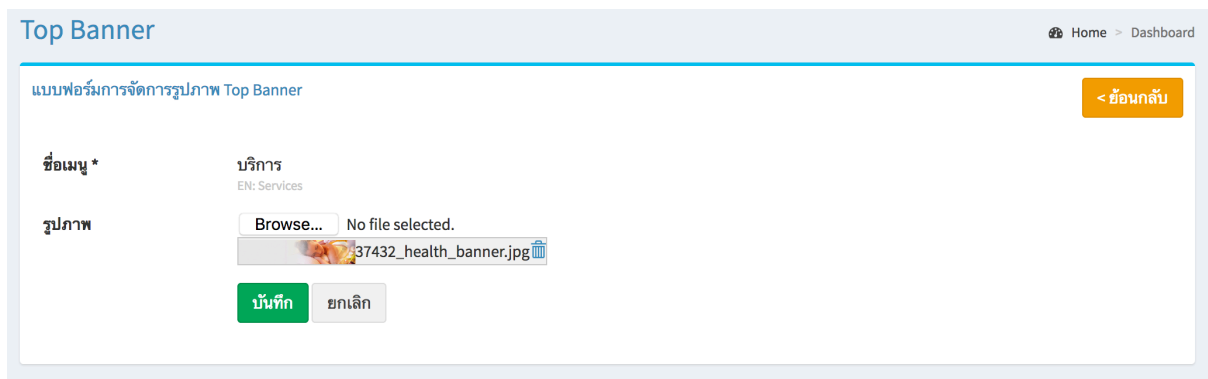 Top Banner
Home > Dashboard
แบบฟอร์มการจัดการรูปภาพ Top Banner
< ย้อนกลับ
ชื่อเมนู *
บริการ
EN: Services
รูปภาพ
Browse... No file selected.
37432_health_banner.jpg
บันทึก ยกเลิก